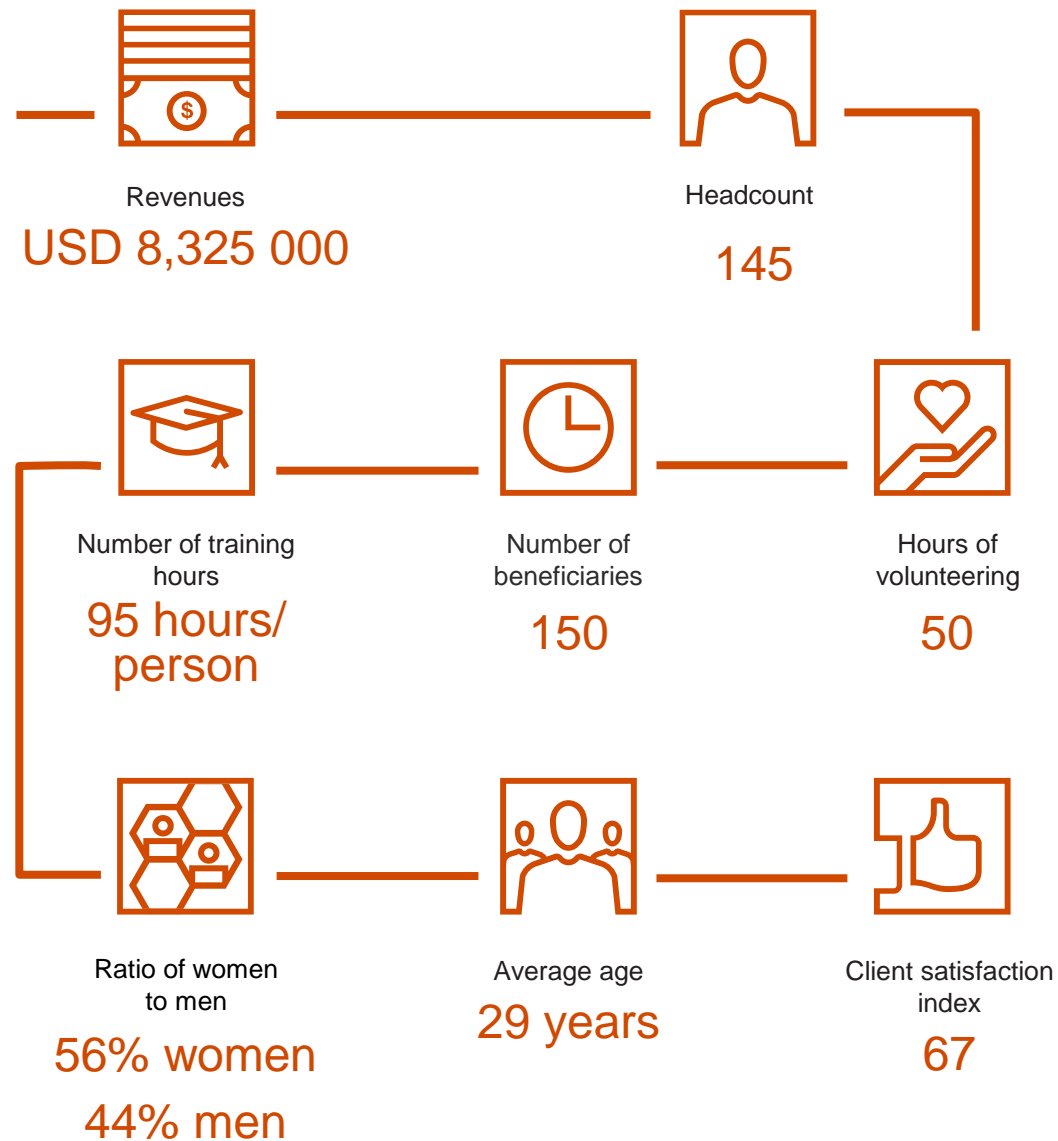 $
Revenues
USD 8,325 000
Headcount
145
Number of training
hours
95 hours/
person
Number of
beneficiaries
150
Hours of
volunteering
50
Ratio of women
to men
56% women
44% men
Average age
29 years
Client satisfaction
index
67